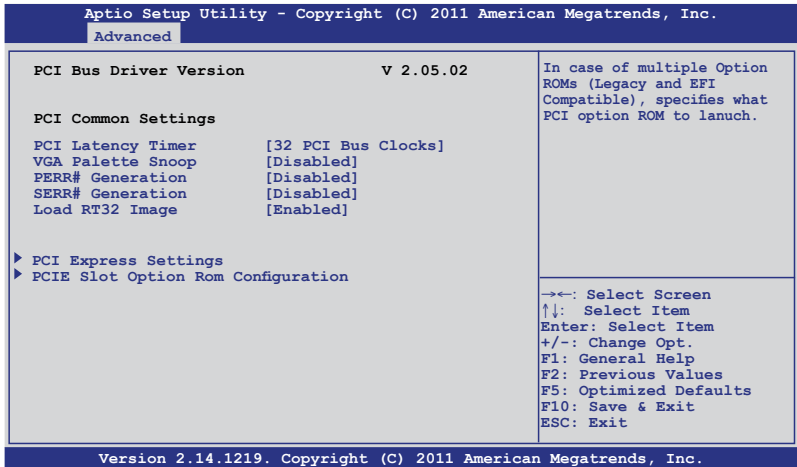 Aptio Setup Utility - Copyright (C) 2011 American Megatrends, Inc.
Advanced
PCI Bus Driver Version V 2.05.02
PCI Common Settings
PCI Latency Timer [32 PCI Bus Clocks]
VGA Palette Snoop [Disabled]
PERR# Generation [Disabled]
SERR# Generation [Disabled]
Load RT32 Image [Enabled]
PCI Express Settings
PCIE Slot Option Rom Configuration
In case of multiple Option
ROMs (Legacy and EFI
Compatible), specifies what
PCI option ROM to lanuch.
→←: Select Screen
↑↓: Select Item
Enter: Select Item
+/-: Change Opt.
F1: General Help
F2: Previous Values
F5: Optimized Defaults
F10: Save & Exit
ESC: Exit
Version 2.14.1219. Copyright (C) 2011 American Megatrends, Inc.